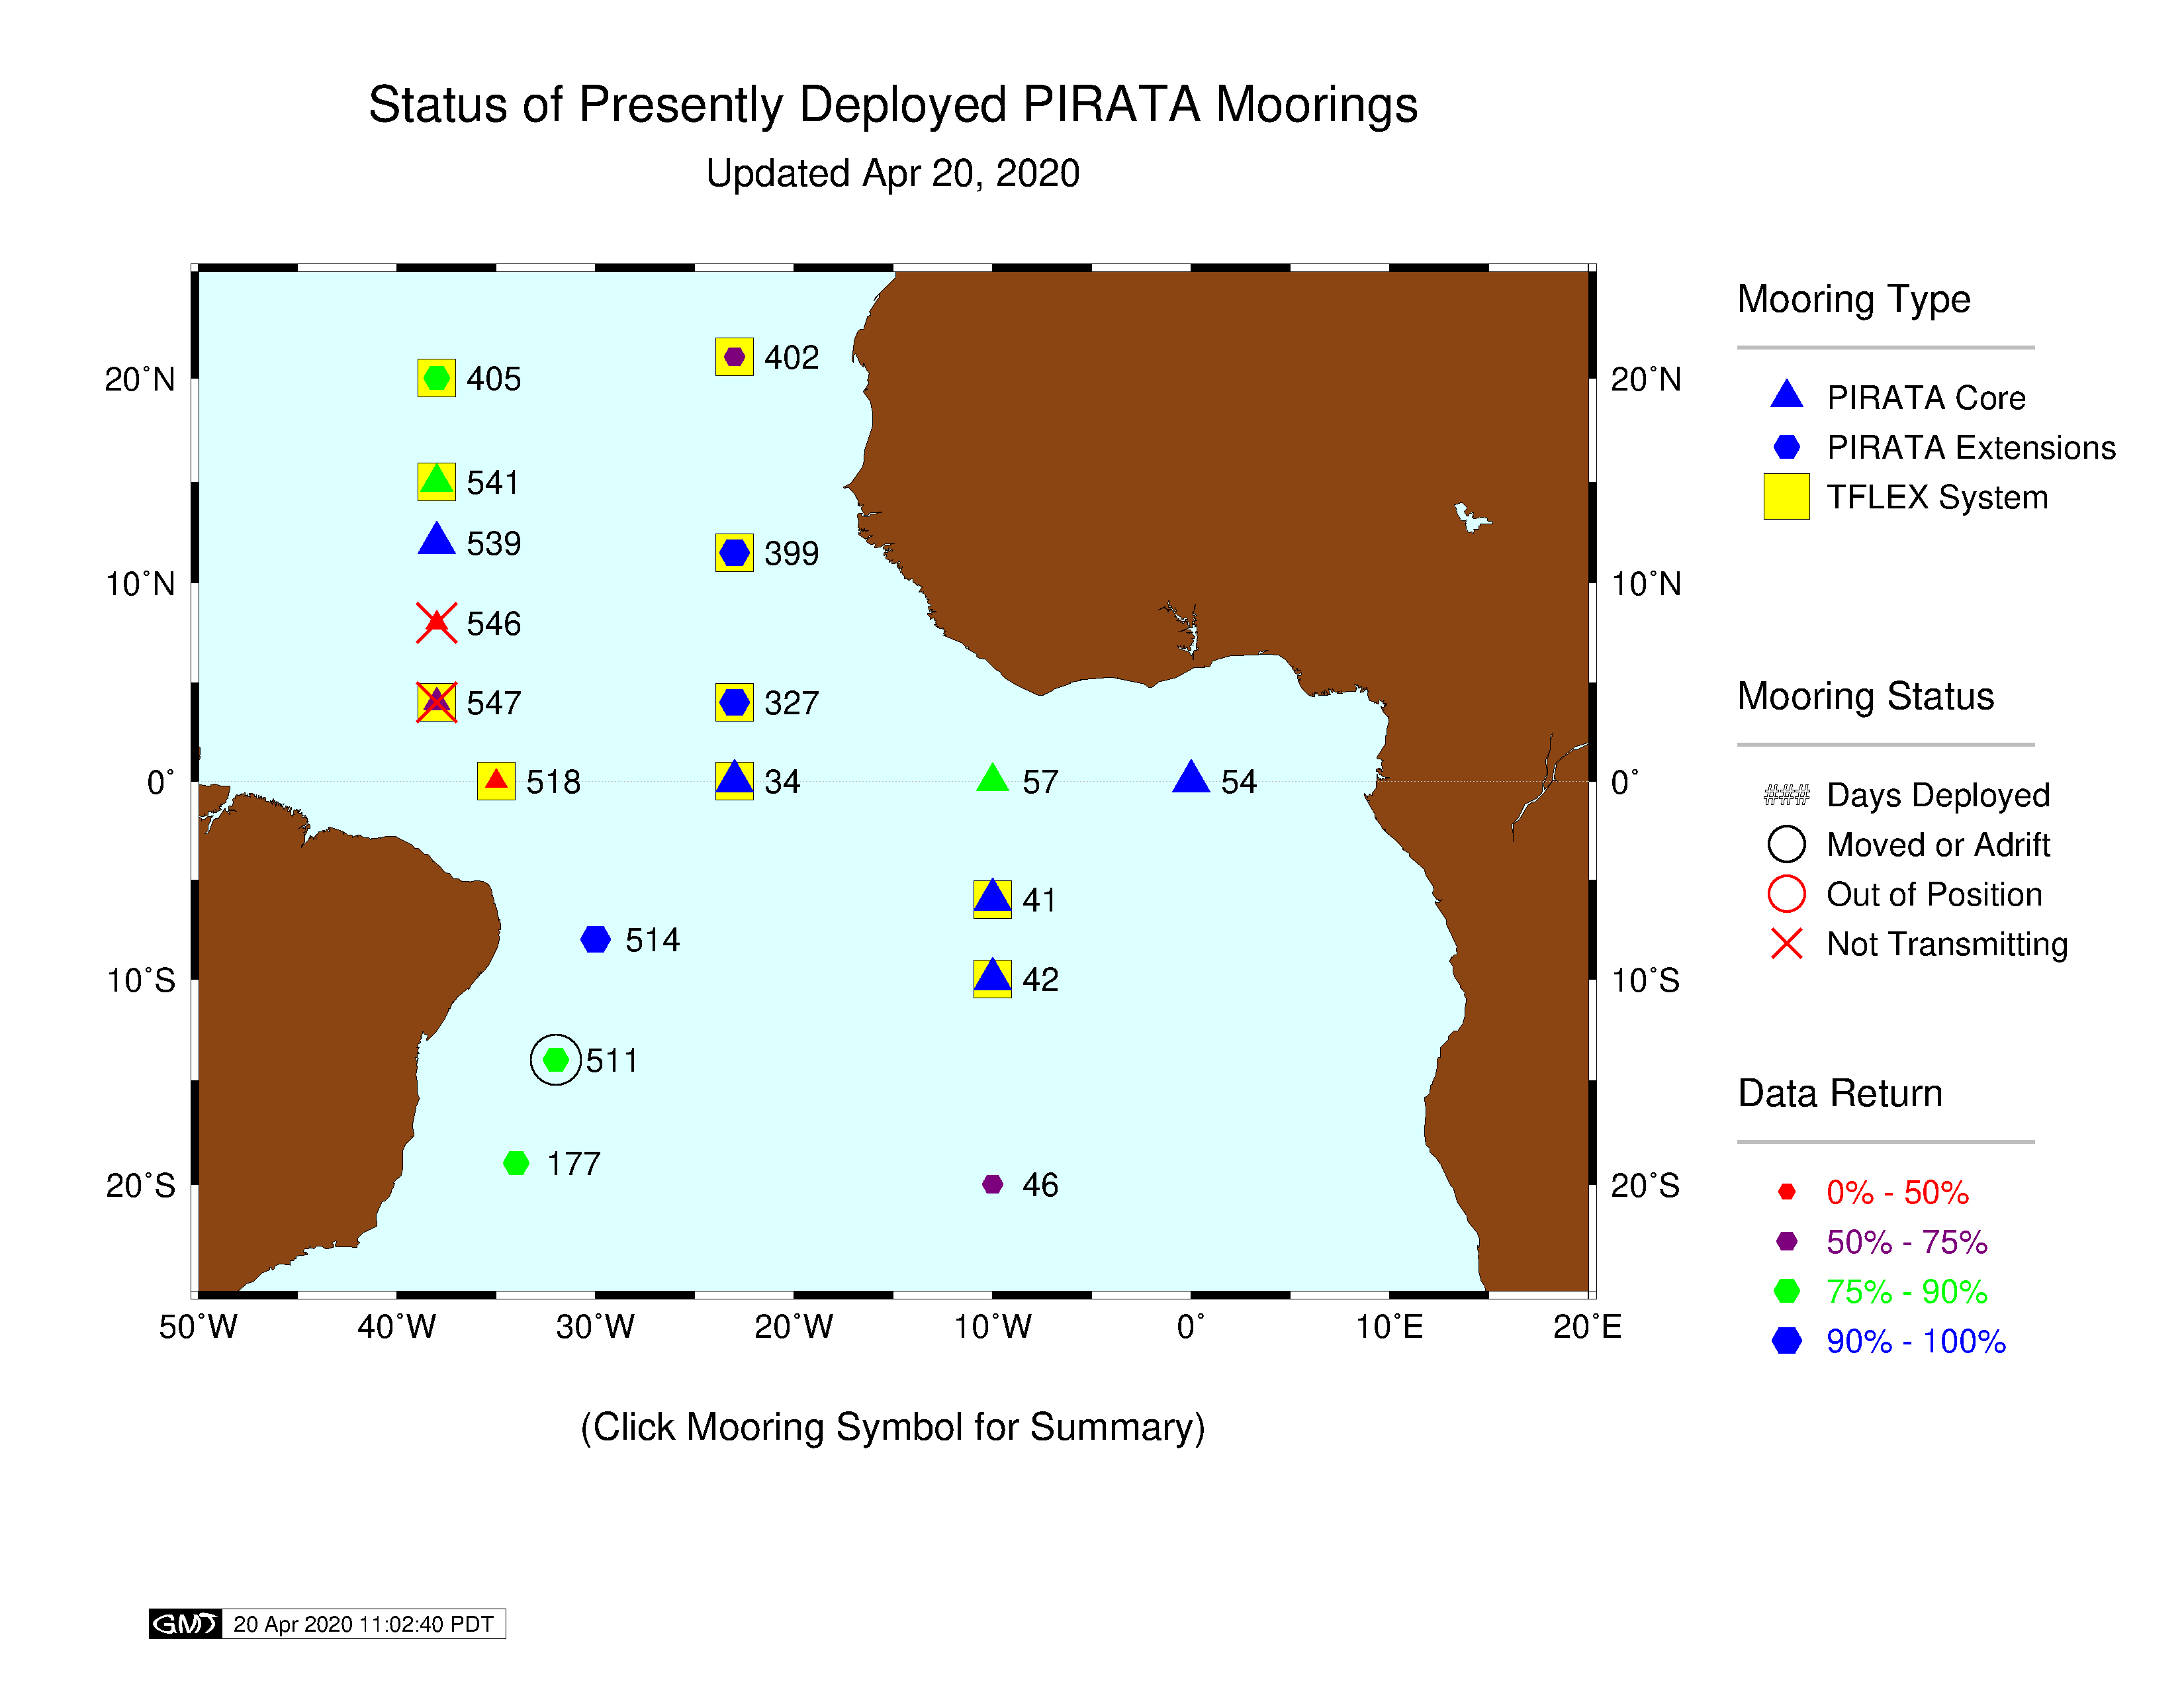 Status of Presently Deployed PIRATA Moorings
Updated Apr 20, 2020
402
405
20°N
20°N
541
539
399
10°N
10°N
546
547
327
0°
518
34
57
54
0°
41
514
10°S
42
10°S
511
177
20°S
46
20°S
50°W
40°W
30°W
20°W
10°W
0°
10°E
20°E
(Click Mooring Symbol for Summary)
Mooring Type
PIRATA Core
PIRATA Extensions
TFLEX System
Mooring Status
### Days Deployed
Moved or Adrift
Out of Position
Not Transmitting
Data Return
0% - 50%
50% - 75%
75% - 90%
90% - 100%
GMT 20 Apr 2020 11:02:40 PDT